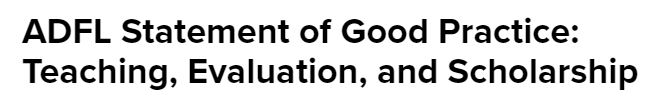 ADFL Statement of Good Practice:
Teaching, Evaluation, and Scholarship